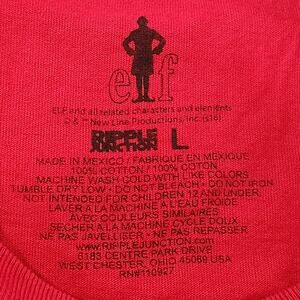 elf
ELF and all related characters and elements
© & ™ New Line Productions, Inc. (s16)
RIPPLE JUNCTION L
MADE IN MEXICO / FABRIQUE EN MEXIQUE
100% COTTON / 100% COTON
MACHINE WASH COLD WITH LIKE COLORS
TUMBLE DRY LOW • DO NOT BLEACH • DO NOT IRON
NOT INTENDED FOR CHILDREN 12 AND UNDER.
LAVER A LA MACHINE A L'EAU FROIDE
AVEC COULEURS SIMILAIRES
SECHER A LA MACHINE CYCLE DOUX
NE PAS JAVELLISER • NE PAS REPASSER
www.RIPPLEJUNCTION.com
6183 CENTRE PARK DRIVE
WEST CHESTER, OHIO 45069 USA
RN#110927